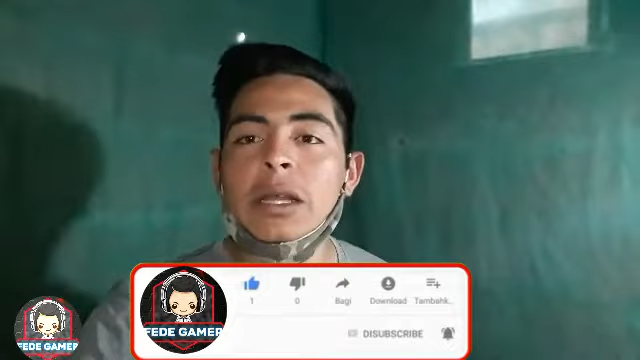 1
0
Bagi
Download
Tambahk..
FEDE GAMER
DISUBSCRIBE
FEDE GAMER